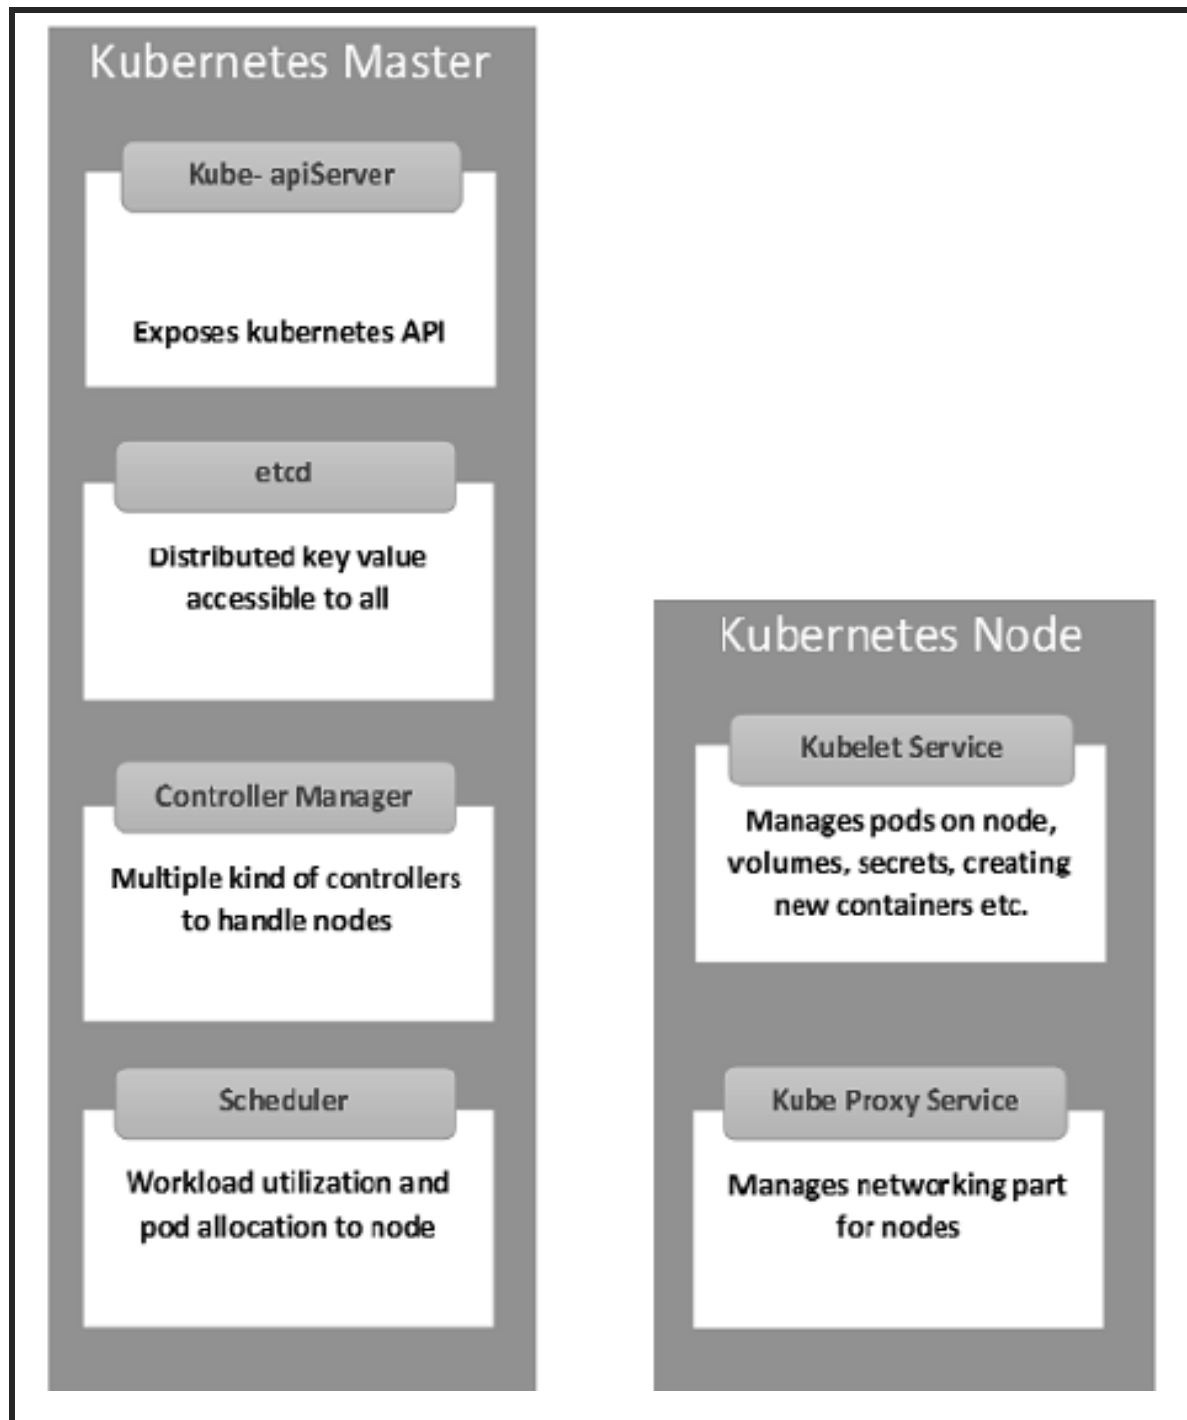 Kubernetes Master
Kube- apiServer
Exposes kubernetes API
etcd
Distributed key value
accessible to all
Controller Manager
Multiple kind of controllers
to handle nodes
Scheduler
Workload utilization and
pod allocation to node
Kubernetes Node
Kubelet Service
Manages pods on node,
volumes, secrets, creating
new containers etc.
Kube Proxy Service
Manages networking part
for nodes